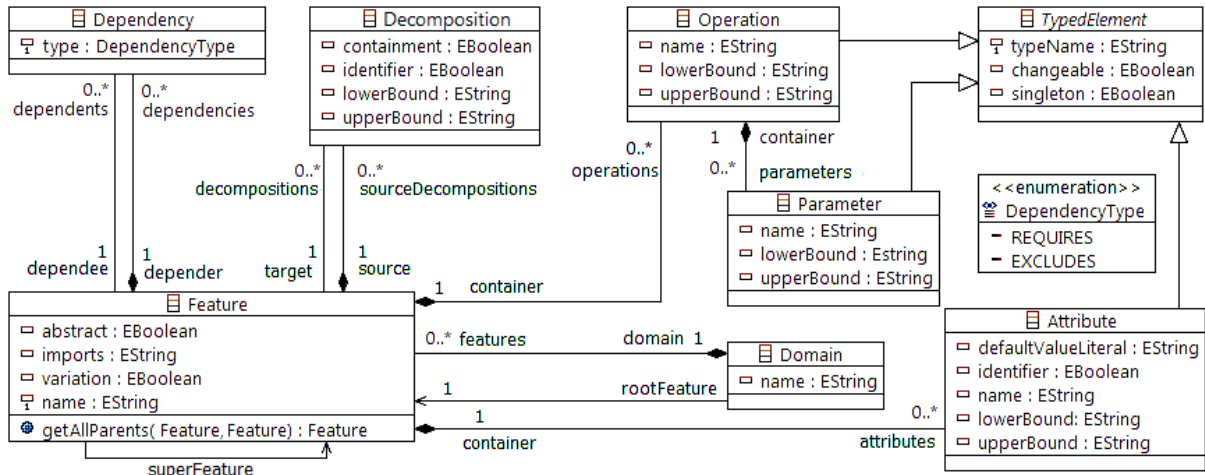 Dependency
type : DependencyType
Decomposition
containment : EBoolean
identifier : EBoolean
lowerBound : EString
upperBound : EString
Operation
name : EString
lowerBound : EString
upperBound : EString
TypedElement
typeName : EString
changeable : EBoolean
singleton : EBoolean
0..*
dependents
0..*
dependencies
0..*
decompositions
0..*
sourceDecompositions
0..*
operations
1
container
0..*
parameters
<<enumeration>>
DependencyType
REQUIRES
EXCLUDES
Parameter
name : EString
lowerBound : Estring
upperBound : EString
1
dependee
1
depender
1
target
1
source
1 container
Feature
abstract : EBoolean
imports : EString
variation : EBoolean
name : EString
getAllParents( Feature, Feature) : Feature
superFeature
0..* features
domain 1
Domain
name : EString
1
rootFeature
1
container
0..*
attributes
Attribute
defaultValueLiteral : EString
identifier : EBoolean
name : EString
lowerBound: EString
upperBound : EString